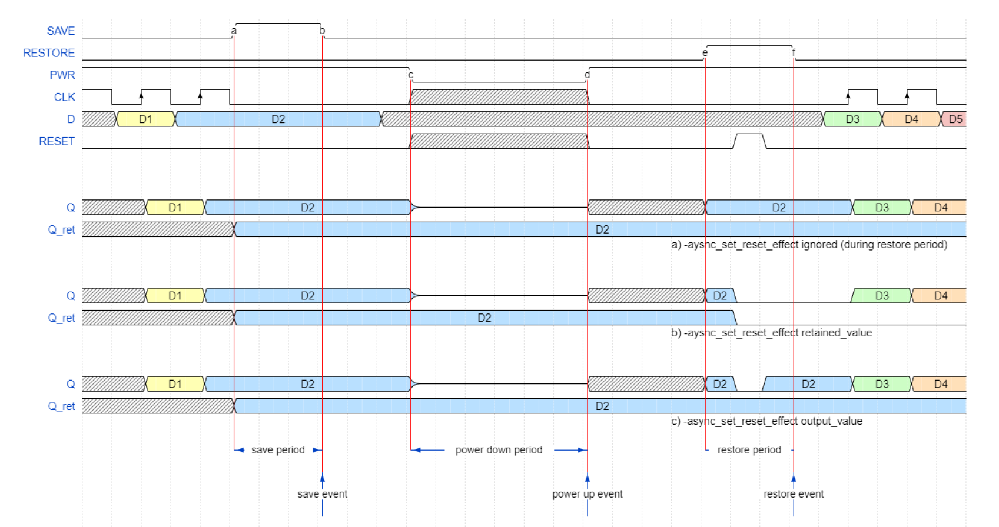 SAVE a b
RESTORE e f
PWR c d
CLK
D D1 D2 D3 D4 D5
RESET
Q D1 D2 D2 D3 D4
Q_ret D2
a) -aysnc_set_reset_effect ignored (during restore period)
Q D1 D2 D2 D3 D4
Q_ret D2
b) -aysnc_set_reset_effect retained_value
Q D1 D2 D2 D2 D3 D4
Q_ret D2
c) -async_set_reset_effect output_value
save period power down period restore period
save event power up event restore event